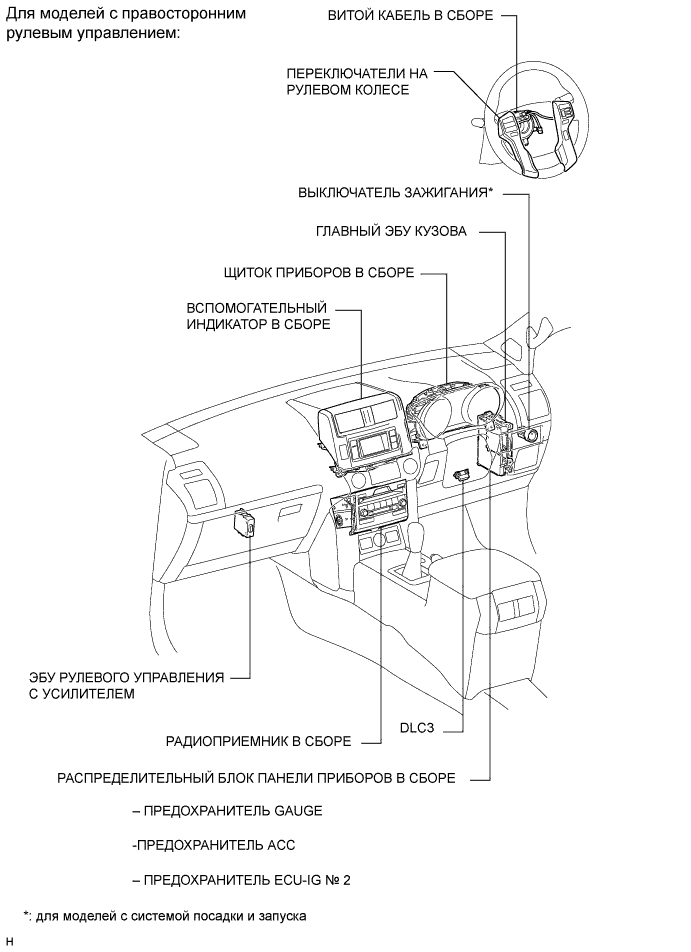 Для моделей с правосторонним
рулевым управлением:
ВИТОЙ КАБЕЛЬ В СБОРЕ
ПЕРЕКЛЮЧАТЕЛИ НА
РУЛЕВОМ КОЛЕСЕ
ВЫКЛЮЧАТЕЛЬ ЗАЖИГАНИЯ*
ГЛАВНЫЙ ЭБУ КУЗОВА
ЩИТОК ПРИБОРОВ В СБОРЕ
ВСПОМОГАТЕЛЬНЫЙ
ИНДИКАТОР В СБОРЕ
ЭБУ РУЛЕВОГО УПРАВЛЕНИЯ
С УСИЛИТЕЛЕМ
DLC3
РАДИОПРИЕМНИК В СБОРЕ
РАСПРЕДЕЛИТЕЛЬНЫЙ БЛОК ПАНЕЛИ ПРИБОРОВ В СБОРЕ
– ПРЕДОХРАНИТЕЛЬ GAUGE
-ПРЕДОХРАНИТЕЛЬ ACC
– ПРЕДОХРАНИТЕЛЬ ECU-IG № 2
*: для моделей с системой посадки и запуска
н